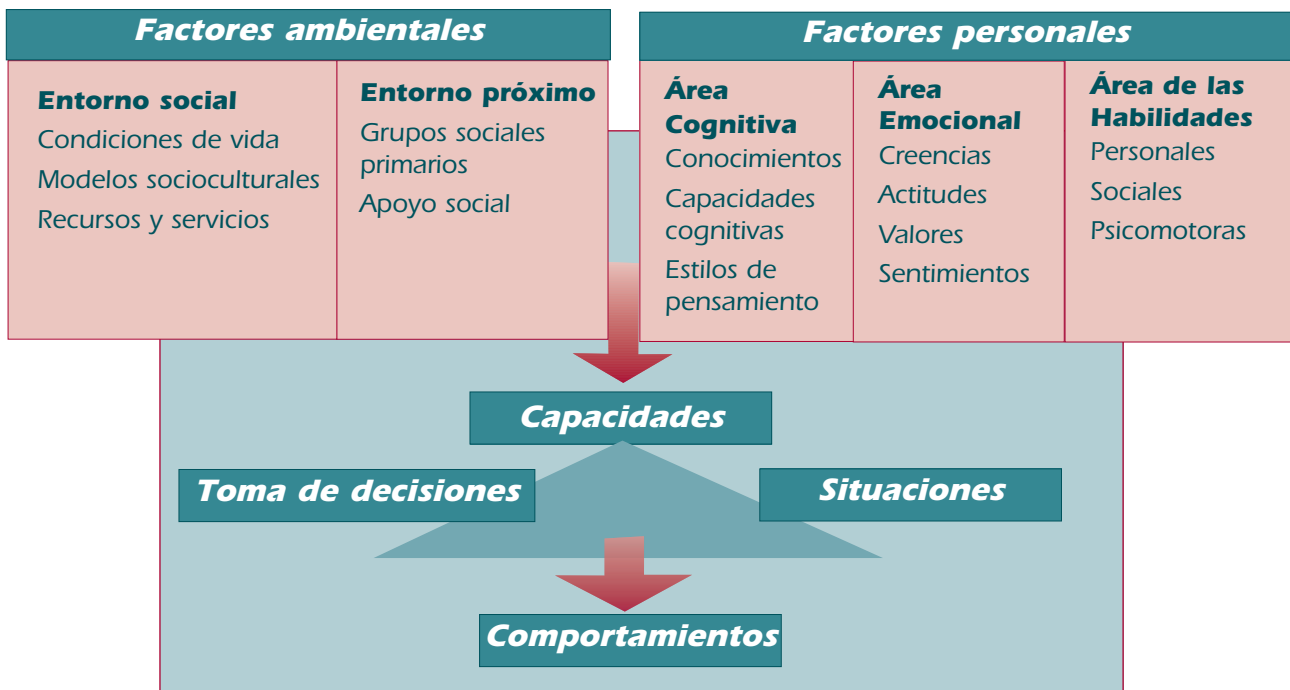 Factores ambientales
Entorno social
Condiciones de vida
Modelos socioculturales
Recursos y servicios
Entorno próximo
Grupos sociales
primarios
Apoyo social
Factores personales
Área
Cognitiva
Conocimientos
Capacidades
cognitivas
Estilos de
pensamiento
Área
Emocional
Creencias
Actitudes
Valores
Sentimientos
Área de las
Habilidades
Personales
Sociales
Psicomotoras
Capacidades
Toma de decisiones
Situaciones
Comportamientos